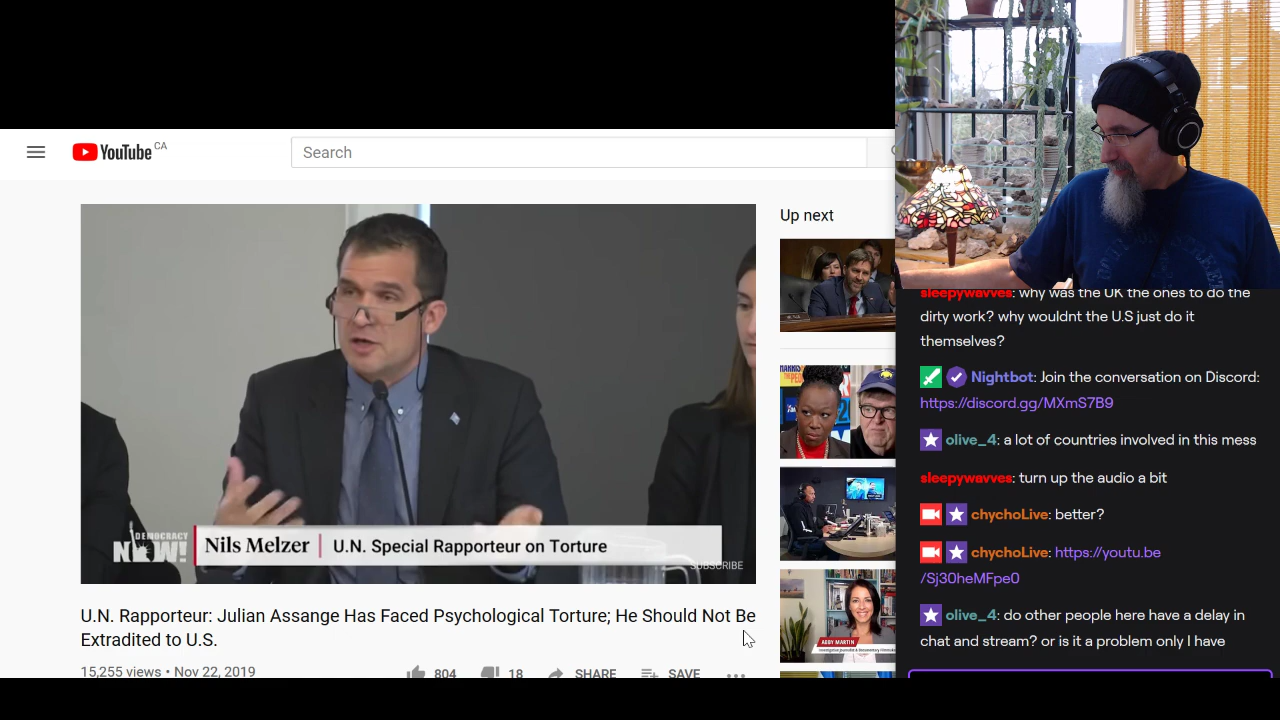 YouTube CA
Search
Up next
DEMOCRACY
NOW!
Nils Melzer | U.N. Special Rapporteur on Torture
SUBSCRIBE
U.N. Rapporteur: Julian Assange Has Faced Psychological Torture; He Should Not Be
Extradited to U.S.
15,255 views • Nov 22, 2019
804
18
SHARE
SAVE
ABBY MARTIN
sleepywavves: why was the UK the ones to do the
dirty work? why wouldnt the U.S just do it
themselves?
Nightbot: Join the conversation on Discord:
https://discord.gg/MXmS7B9
olive_4: a lot of countries involved in this mess
sleepywavves: turn up the audio a bit
chychoLive: better?
chychoLive: https://youtu.be
/Sj30heMFpe0
olive_4: do other people here have a delay in
chat and stream? or is it a problem only I have